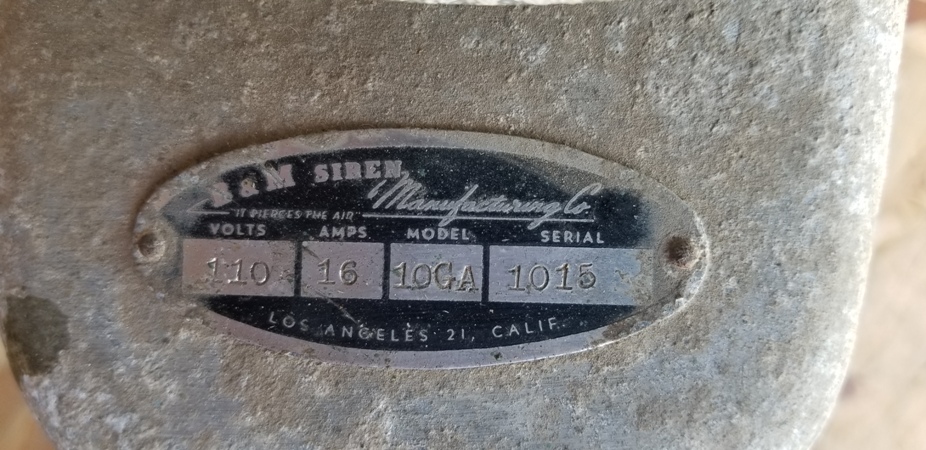 & M SIREN
Manufacturing Co.
"IT PIERCES THE AIR"
VOLTS AMPS MODEL SERIAL
110 16 10GA 1015
LOS ANGELES 21, CALIF.